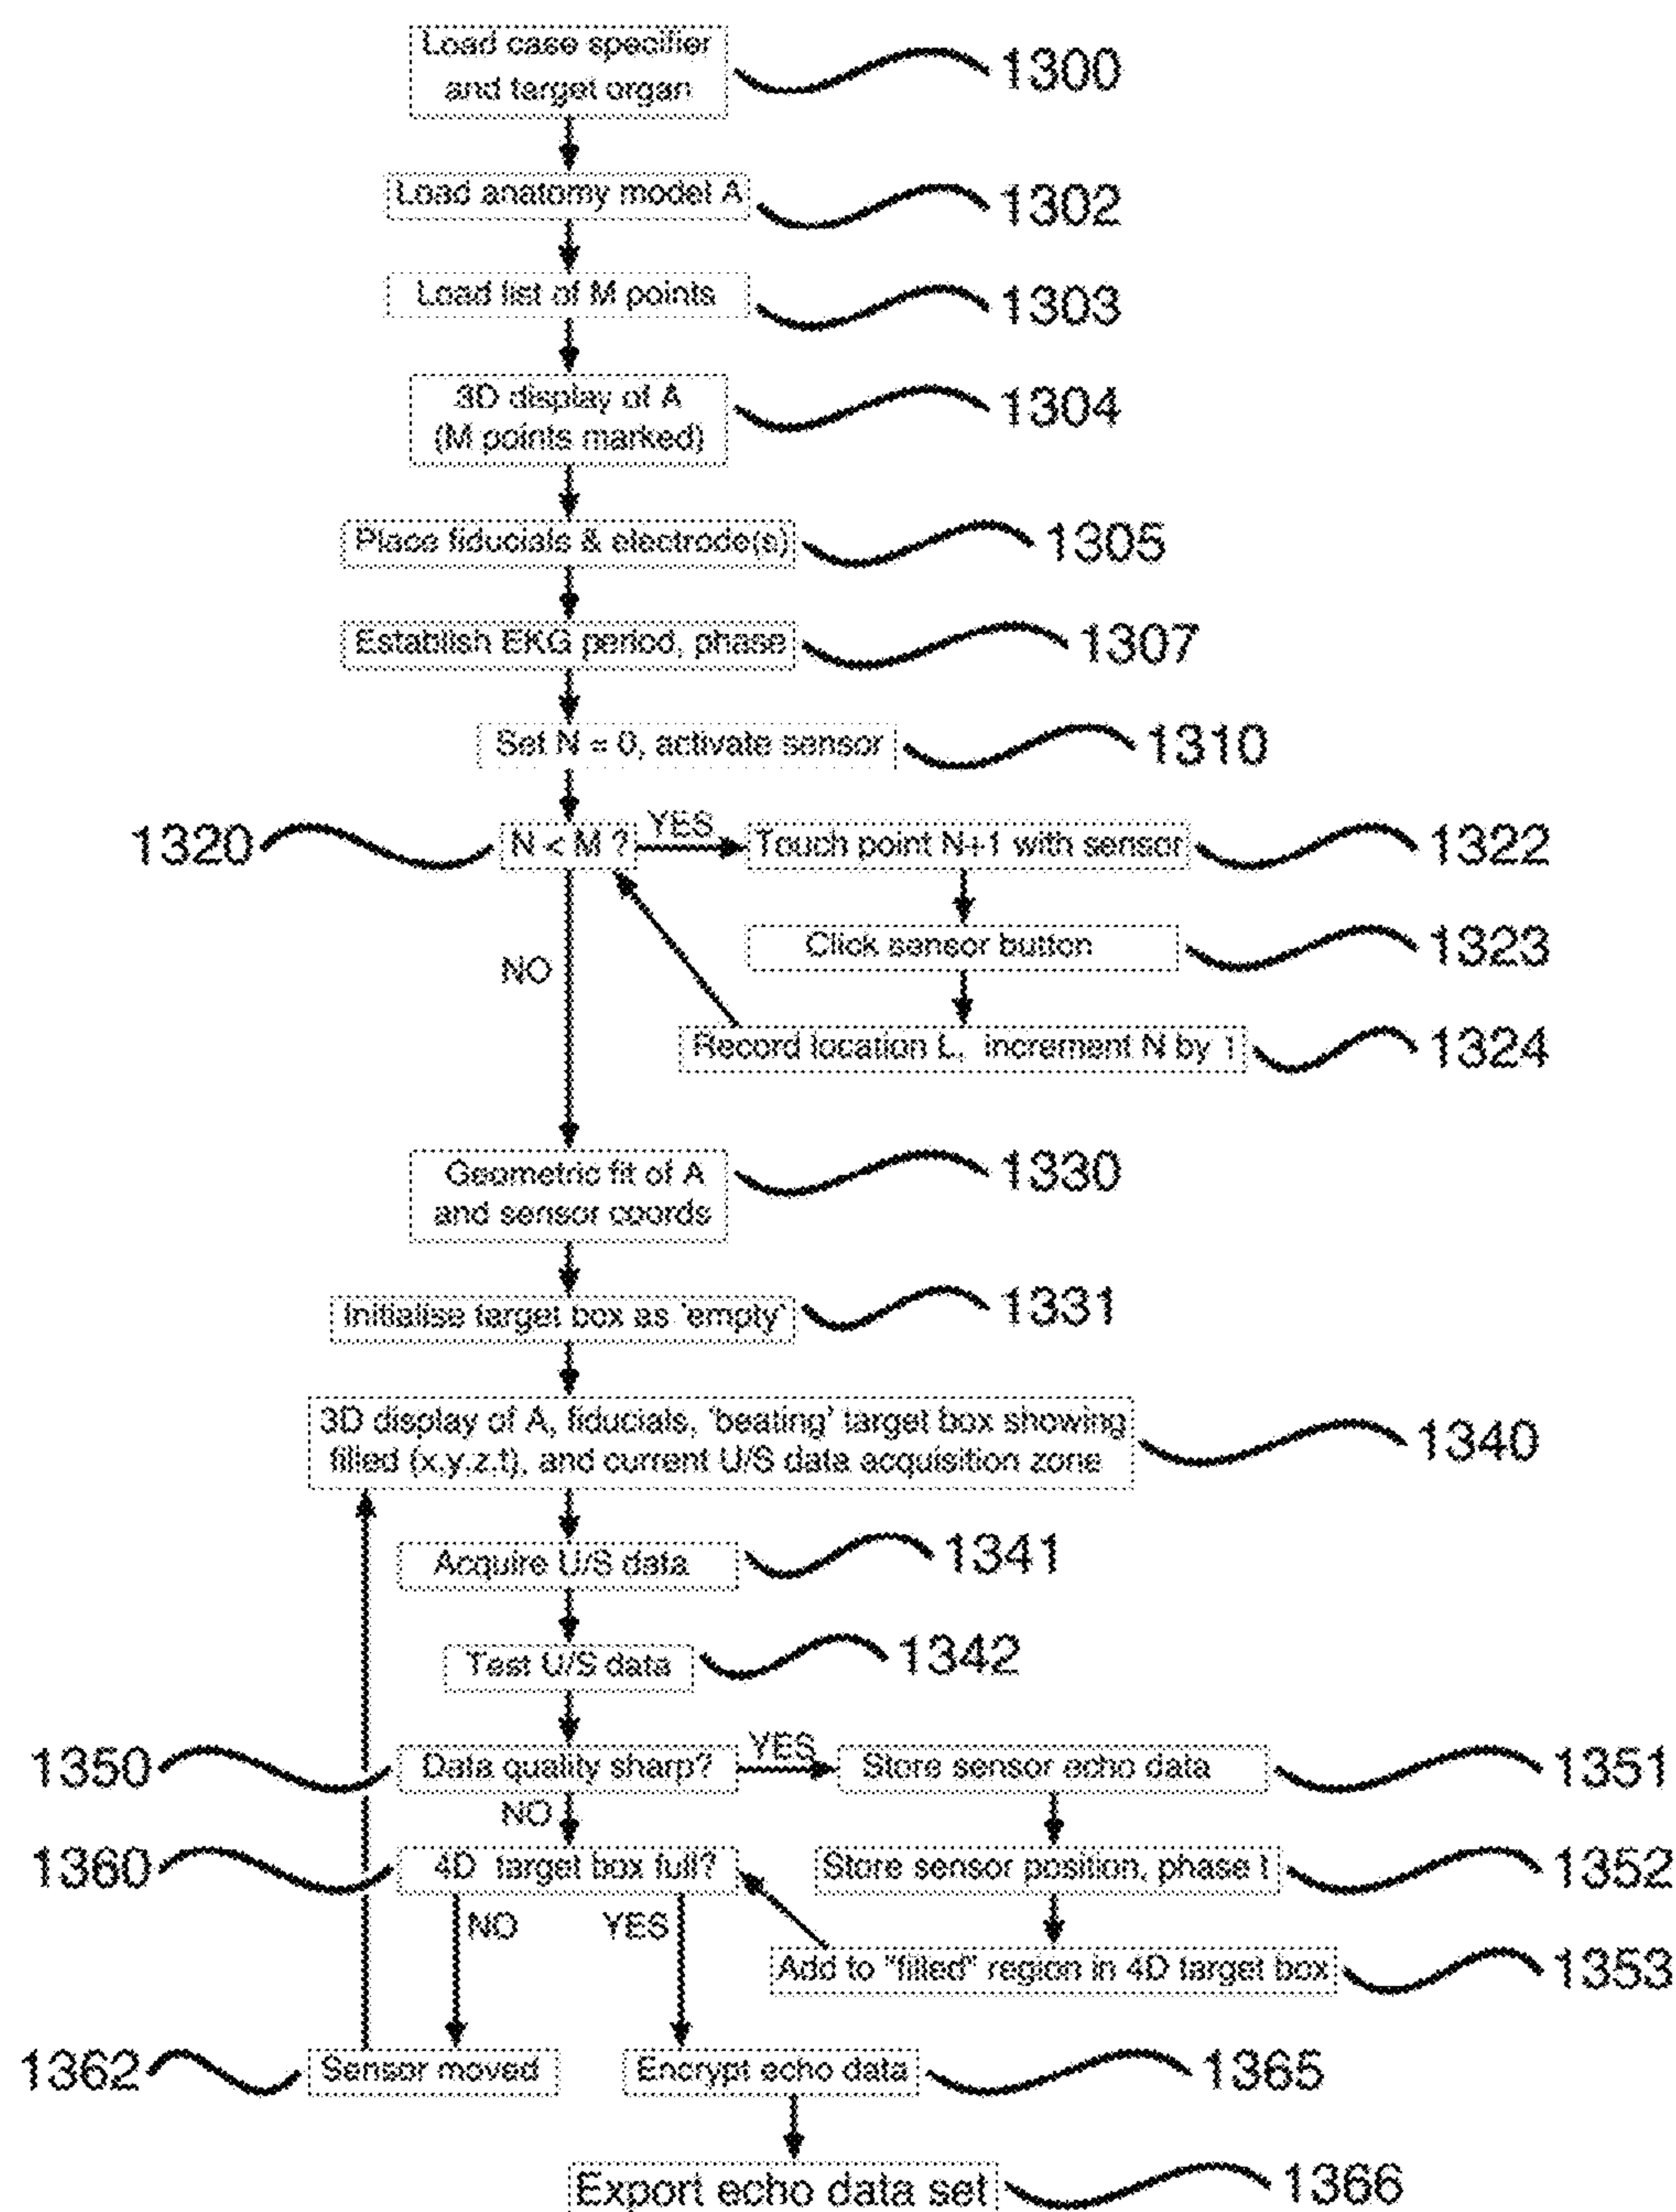 Load case specifier
and target organ
1300
Load anatomy model A
1302
Load list of M points
1303
3D display of A
(M points marked)
1304
Place fiducials & electrode(s)
1305
Establish EKG period, phase
1307
Set N = 0, activate sensor
1310
1320
N < M ?
YES
Touch point N+1 with sensor
1322
Click sensor button
1323
NO
Record location L, increment N by 1
1324
Geometric fit of A
and sensor coords
1330
Initialise target box as 'empty'
1331
3D display of A, fiducials, 'beating' target box showing
filled (x,y,z,t), and current U/S data acquisition zone
1340
Acquire U/S data
1341
Test U/S data
1342
1350
Data quality sharp?
YES
Store sensor echo data
1351
NO
1360
4D target box full?
Store sensor position, phase t
1352
NO
YES
Add to "filled" region in 4D target box
1353
1362
Sensor moved
Encrypt echo data
1365
Export echo data set
1366